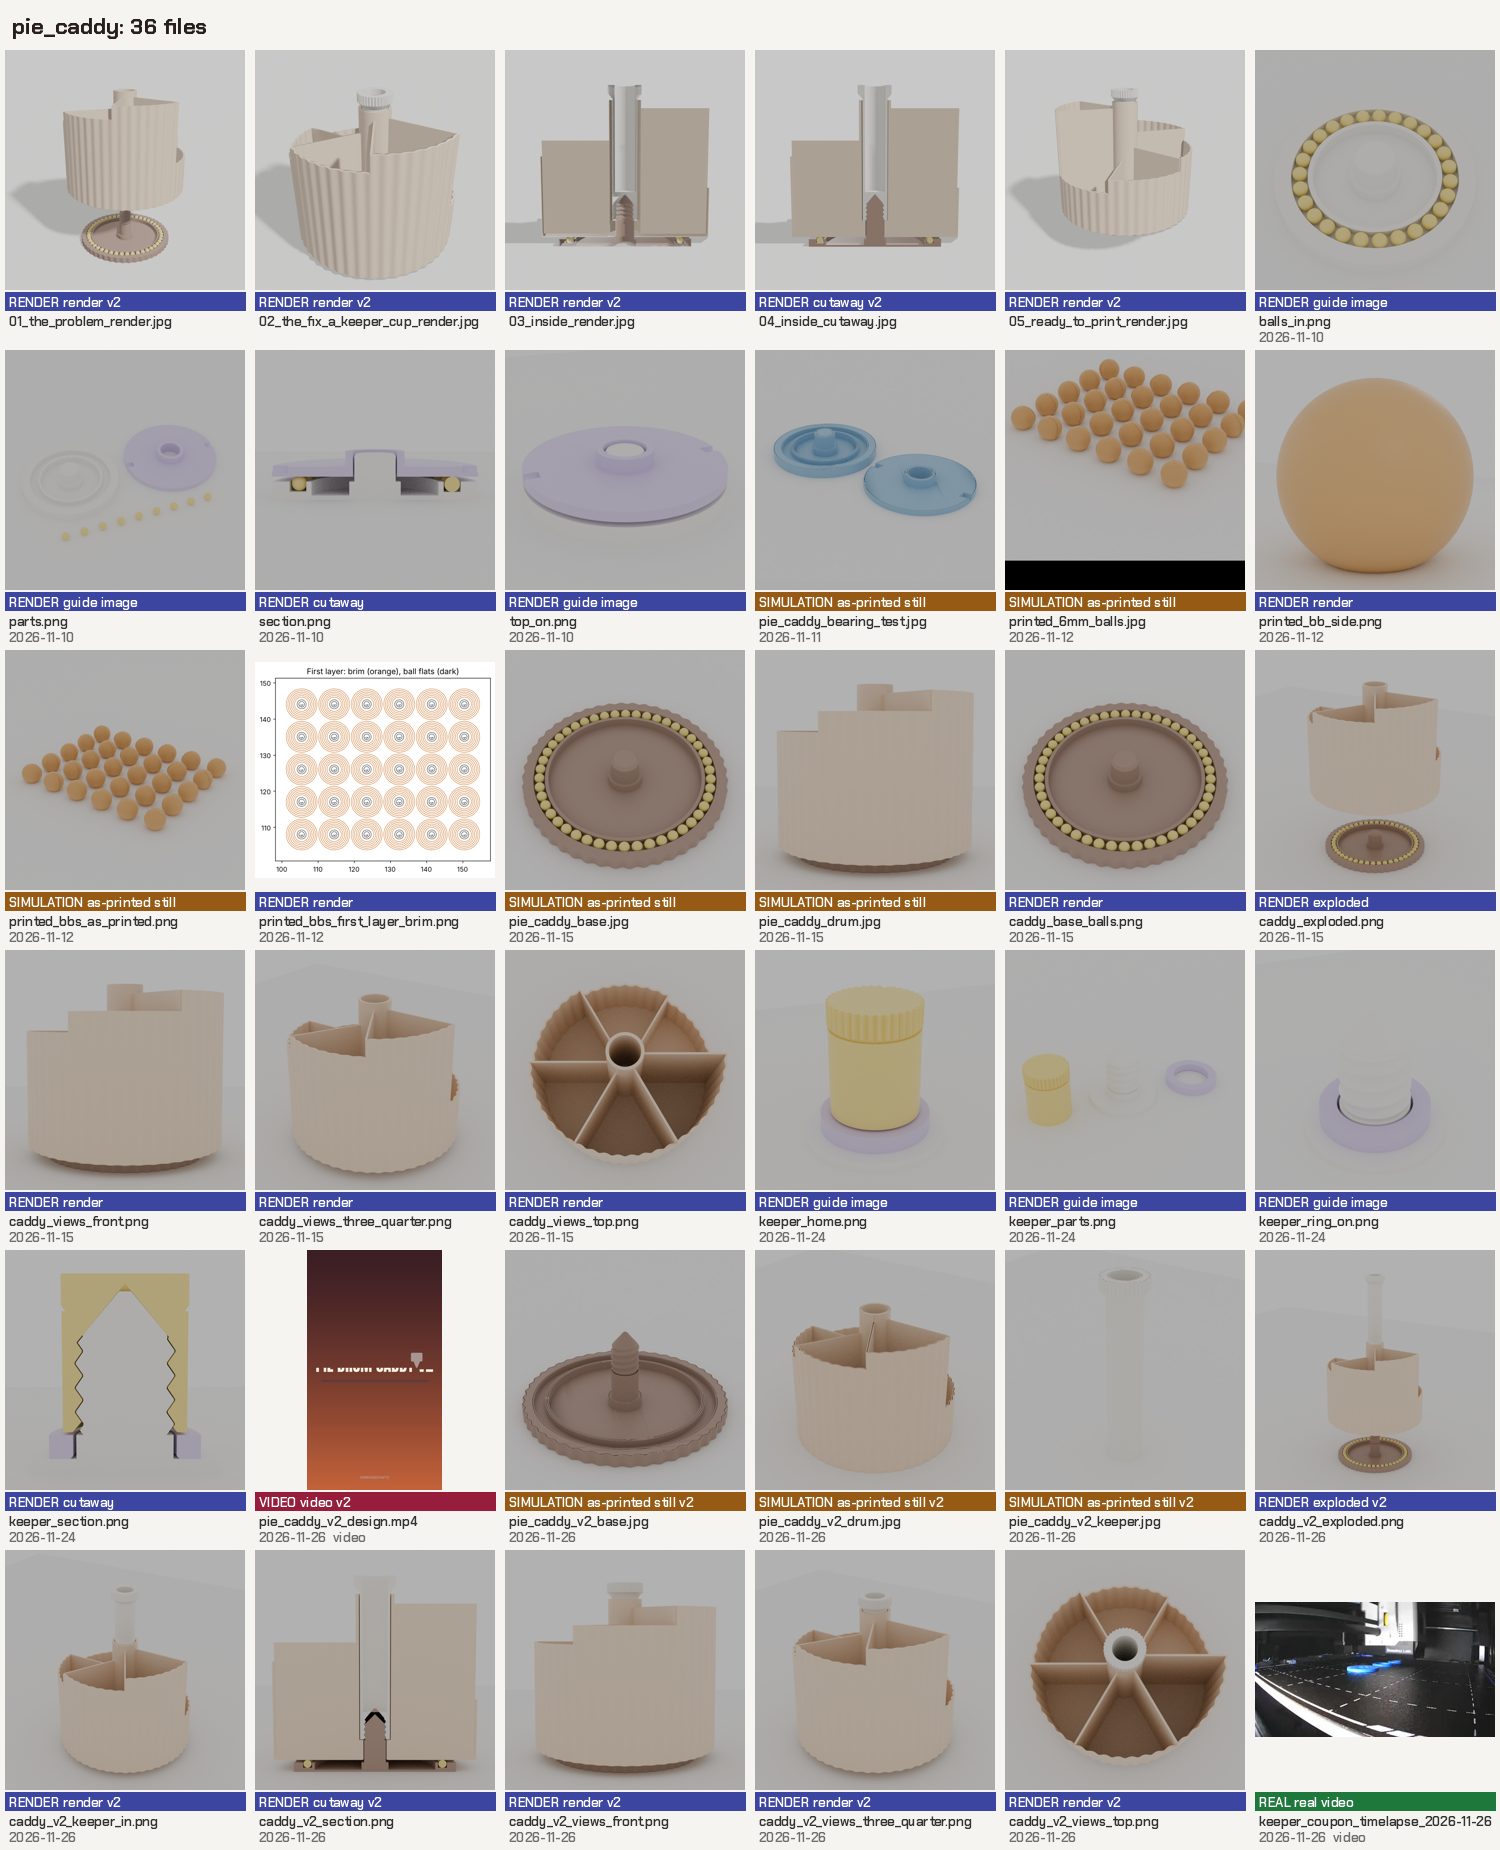 pie_caddy: 36 files
RENDER render v2
01_the_problem_render.jpg
RENDER render v2
02_the_fix_a_keeper_cup_render.jpg
RENDER render v2
03_inside_render.jpg
RENDER cutaway v2
04_inside_cutaway.jpg
RENDER render v2
05_ready_to_print_render.jpg
RENDER guide image
balls_in.png
2026-11-10
RENDER guide image
parts.png
2026-11-10
RENDER cutaway
section.png
2026-11-10
RENDER guide image
top_on.png
2026-11-10
SIMULATION as-printed still
pie_caddy_bearing_test.jpg
2026-11-11
SIMULATION as-printed still
printed_6mm_balls.jpg
2026-11-12
RENDER render
printed_bb_side.png
2026-11-12
SIMULATION as-printed still
printed_bbs_as_printed.png
2026-11-12
First layer: brim (orange), ball flats (dark)
150
140
130
120
110
100 110 120 130 140 150
RENDER render
printed_bbs_first_layer_brim.png
2026-11-12
SIMULATION as-printed still
pie_caddy_base.jpg
2026-11-15
SIMULATION as-printed still
pie_caddy_drum.jpg
2026-11-15
RENDER render
caddy_base_balls.png
2026-11-15
RENDER exploded
caddy_exploded.png
2026-11-15
RENDER render
caddy_views_front.png
2026-11-15
RENDER render
caddy_views_three_quarter.png
2026-11-15
RENDER render
caddy_views_top.png
2026-11-15
RENDER guide image
keeper_home.png
2026-11-24
RENDER guide image
keeper_parts.png
2026-11-24
RENDER guide image
keeper_ring_on.png
2026-11-24
RENDER cutaway
keeper_section.png
2026-11-24
VIDEO video v2
pie_caddy_v2_design.mp4
2026-11-26 video
SIMULATION as-printed still v2
pie_caddy_v2_base.jpg
2026-11-26
SIMULATION as-printed still v2
pie_caddy_v2_drum.jpg
2026-11-26
SIMULATION as-printed still v2
pie_caddy_v2_keeper.jpg
2026-11-26
RENDER exploded v2
caddy_v2_exploded.png
2026-11-26
RENDER render v2
caddy_v2_keeper_in.png
2026-11-26
RENDER cutaway v2
caddy_v2_section.png
2026-11-26
RENDER render v2
caddy_v2_views_front.png
2026-11-26
RENDER render v2
caddy_v2_views_three_quarter.png
2026-11-26
RENDER render v2
caddy_v2_views_top.png
2026-11-26
REAL real video
keeper_coupon_timelapse_2026-11-26
2026-11-26 video